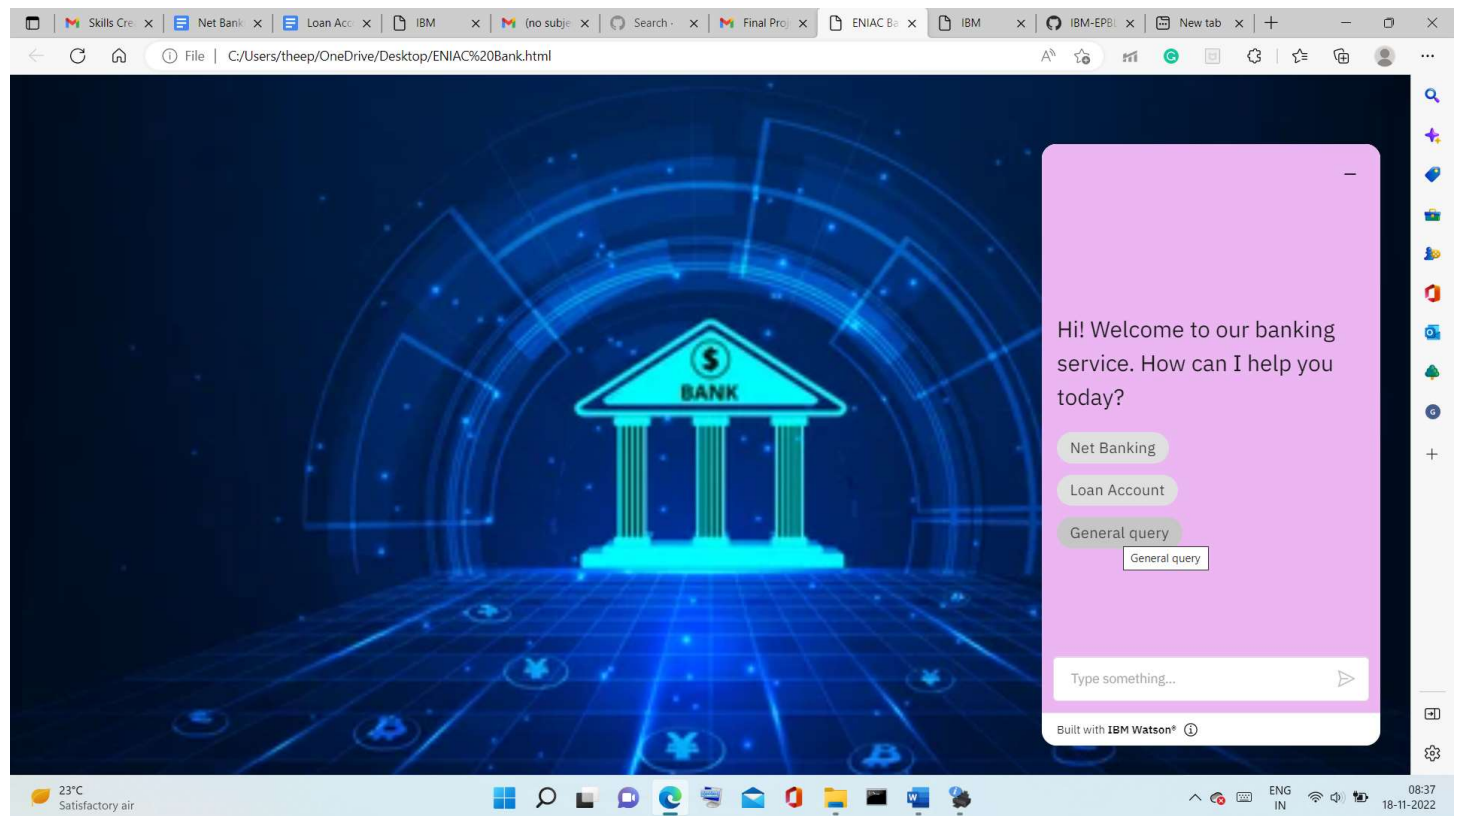 Skills Cre
Net Bank
Loan Acc
IBM
(no subje
Search -
Final Proj
ENIAC Ba
IBM
IBM-EPBL
New tab
File
C:/Users/theep/OneDrive/Desktop/ENIAC%20Bank.html
$
BANK
Hi! Welcome to our banking
service. How can I help you
today?
Net Banking
Loan Account
General query
General query
Type something...
Built with IBM Watson®
23°C
Satisfactory air
ENG
IN
08:37
18-11-2022